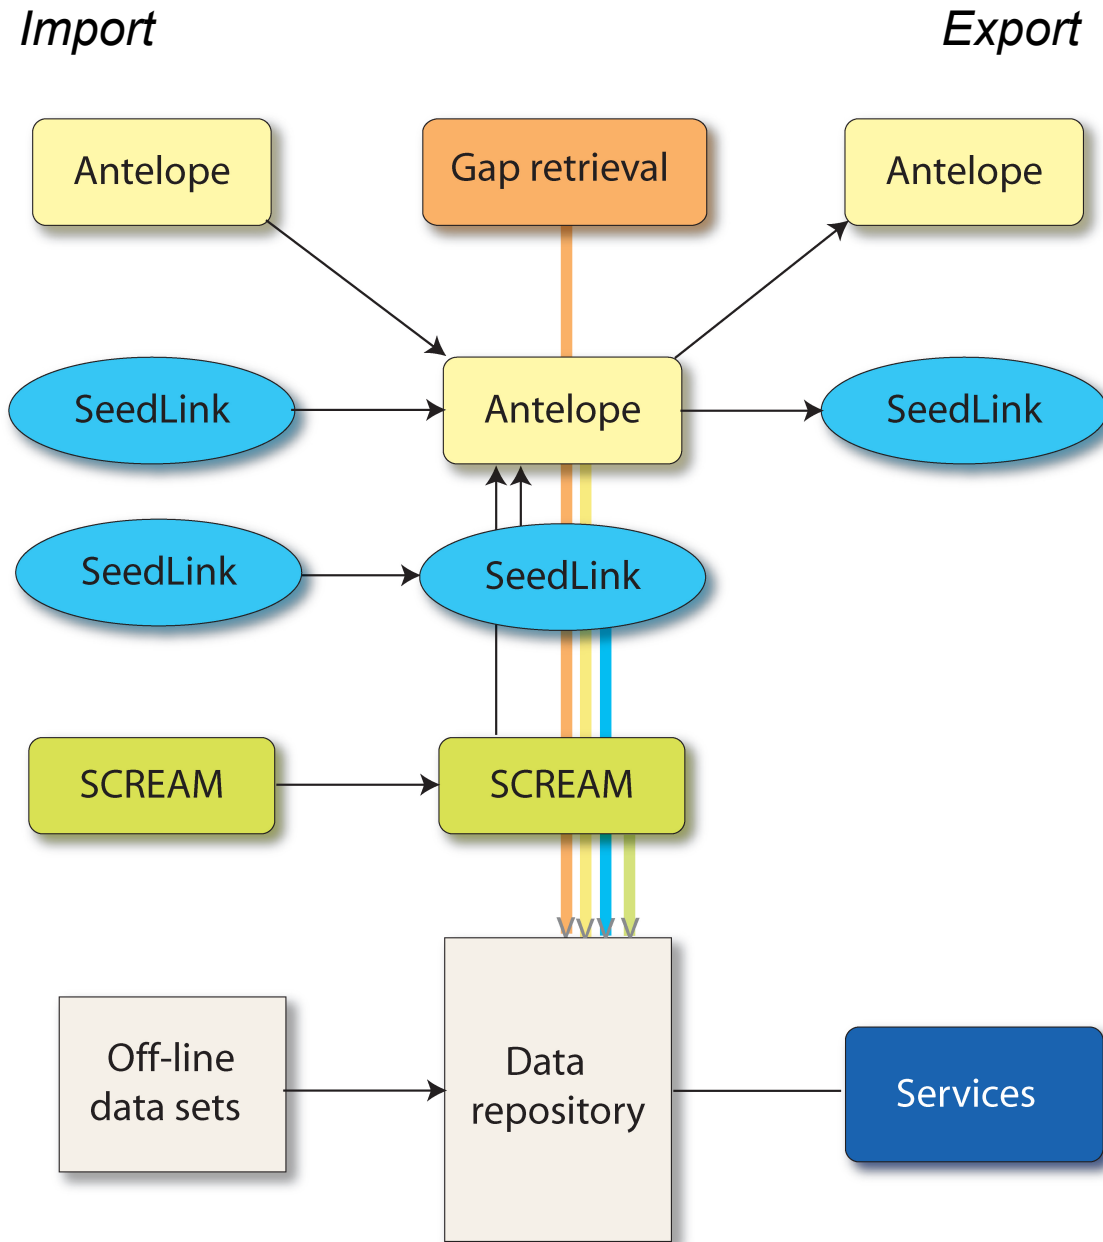 Import
Export
Antelope
Gap retrieval
Antelope
SeedLink
Antelope
SeedLink
SeedLink
SeedLink
SCREAM
SCREAM
Off-line
data sets
Data
repository
Services